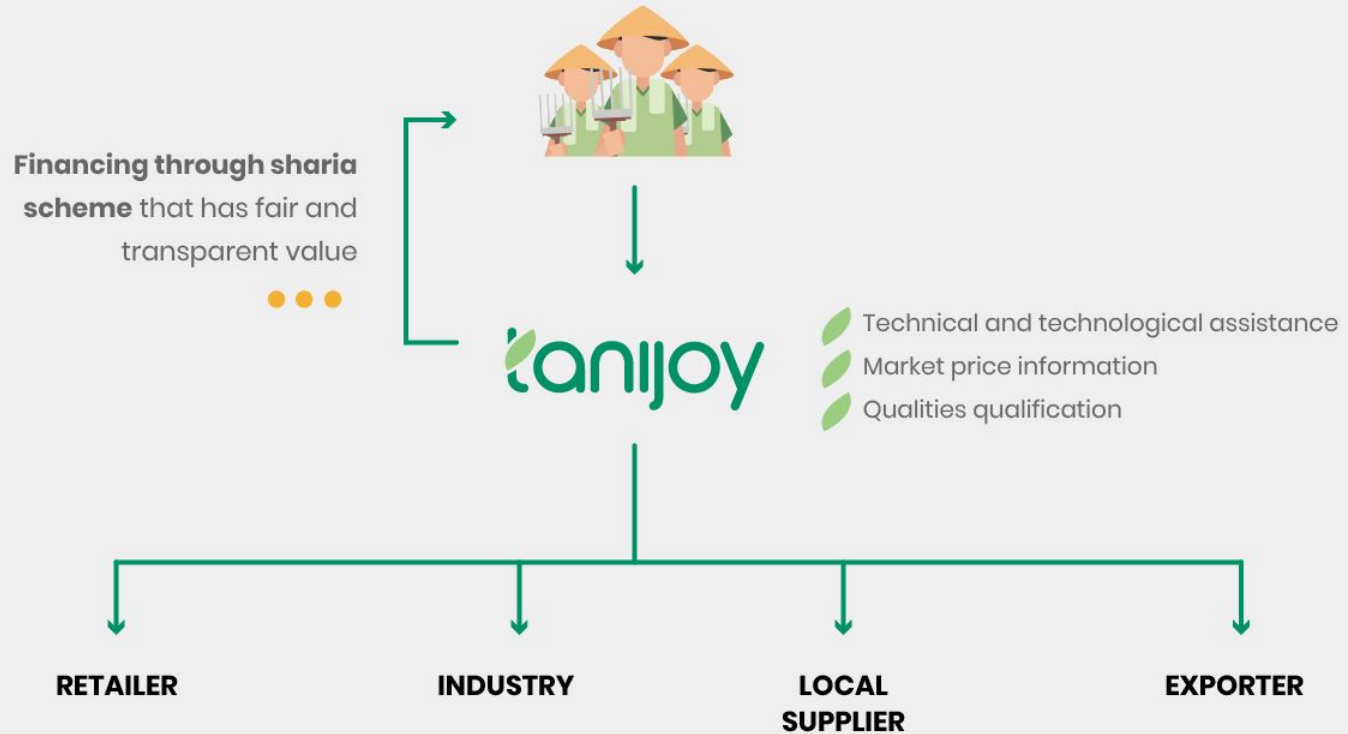 Financing through sharia
scheme that has fair and
transparent value
tanijoy
Technical and technological assistance
Market price information
Qualities qualification
RETAILER
INDUSTRY
LOCAL
SUPPLIER
EXPORTER